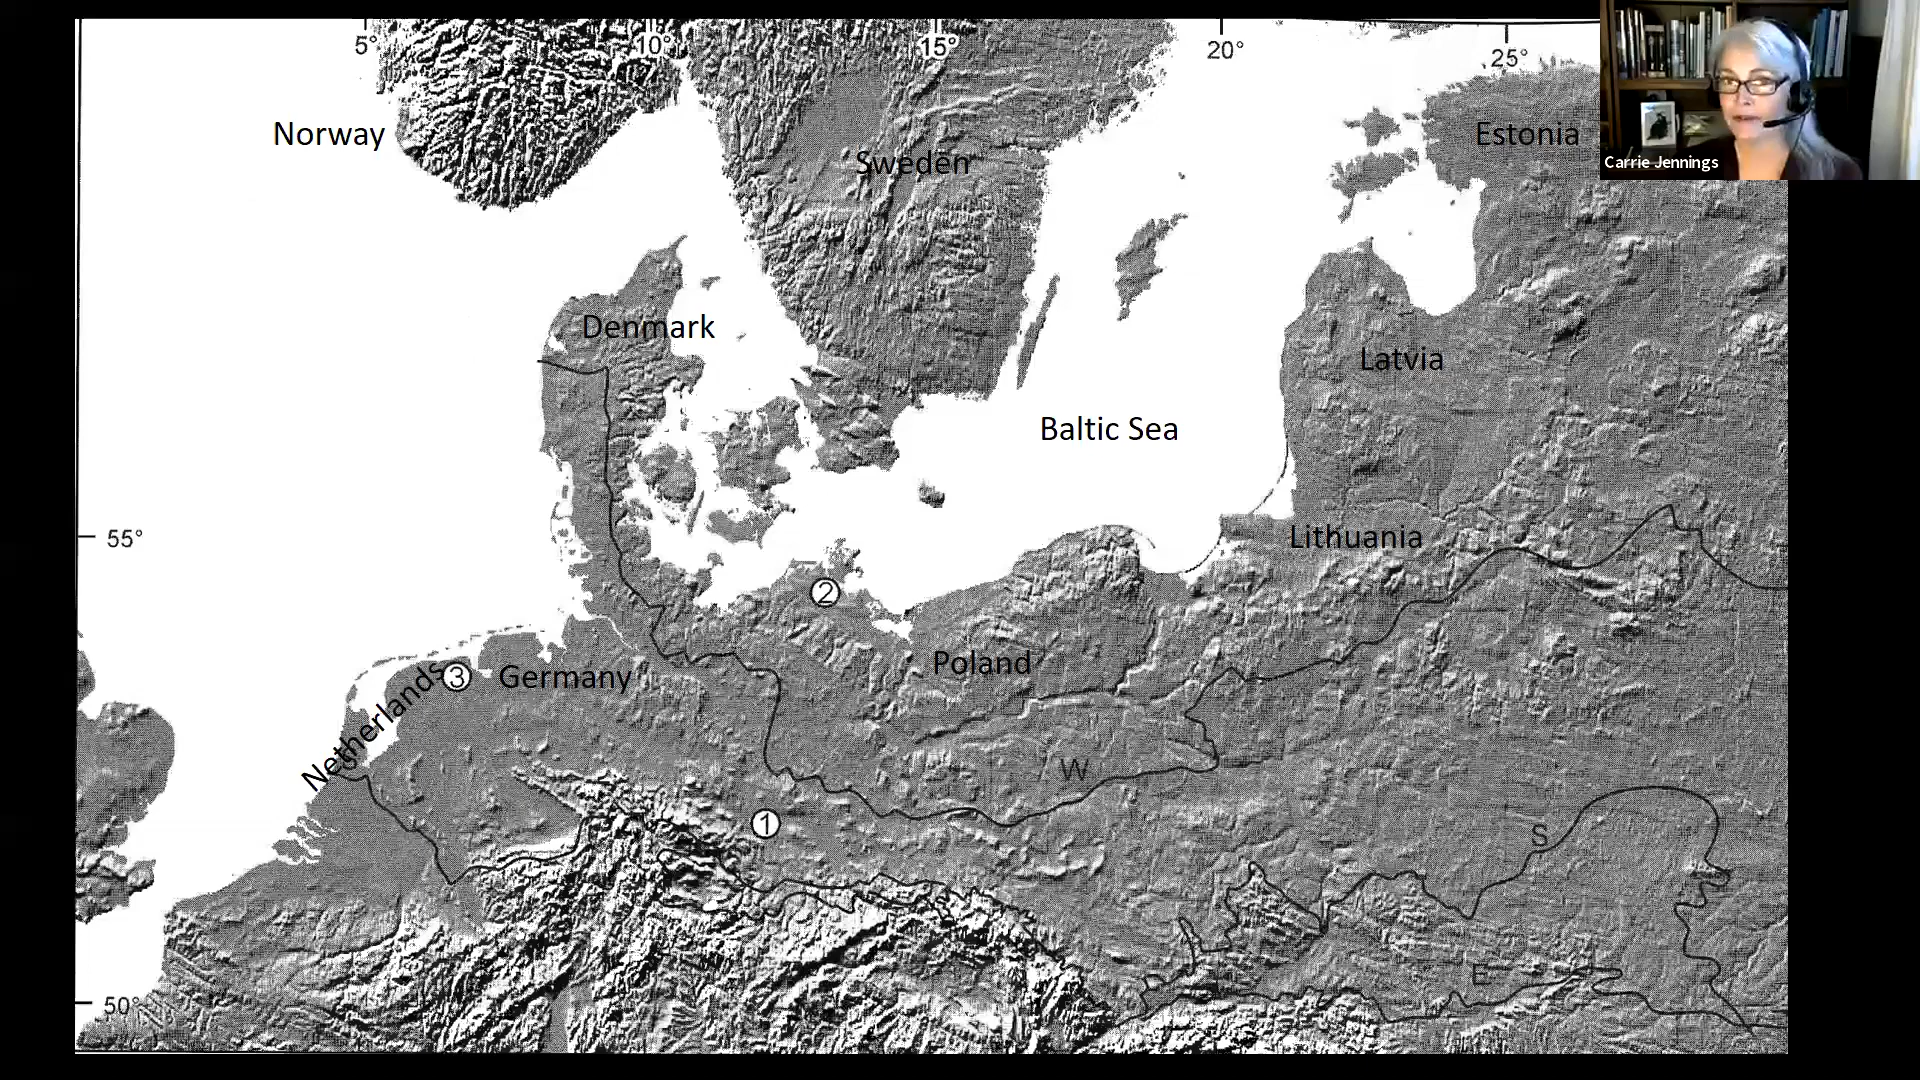 5°
10°
15°
20°
25°
Norway
Sweden
Estonia
Carrie Jennings
Denmark
Latvia
Baltic Sea
55°
Lithuania
2
3
Germany
Poland
Netherlands
W
1
S
E
50°